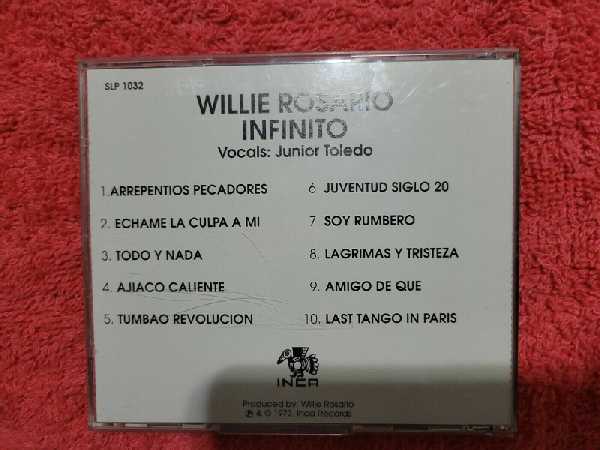 SLP 1032
WILLIE ROSARIO
INFINITO
Vocals: Junior Toledo
1.ARREPENTIOS PECADORES
2. ECHAME LA CULPA A MI
3. TODO Y NADA
4. AJIACO CALIENTE
5. TUMBAO REVOLUCION
6 JUVENTUD SIGLO 20
7 SOY RUMBERO
8. LAGRIMAS Y TRISTEZA
9. AMIGO DE QUE
10. LAST TANGO IN PARIS
INCA
Produced by: Willie Rosario
℗ & © 1973, Inca Records